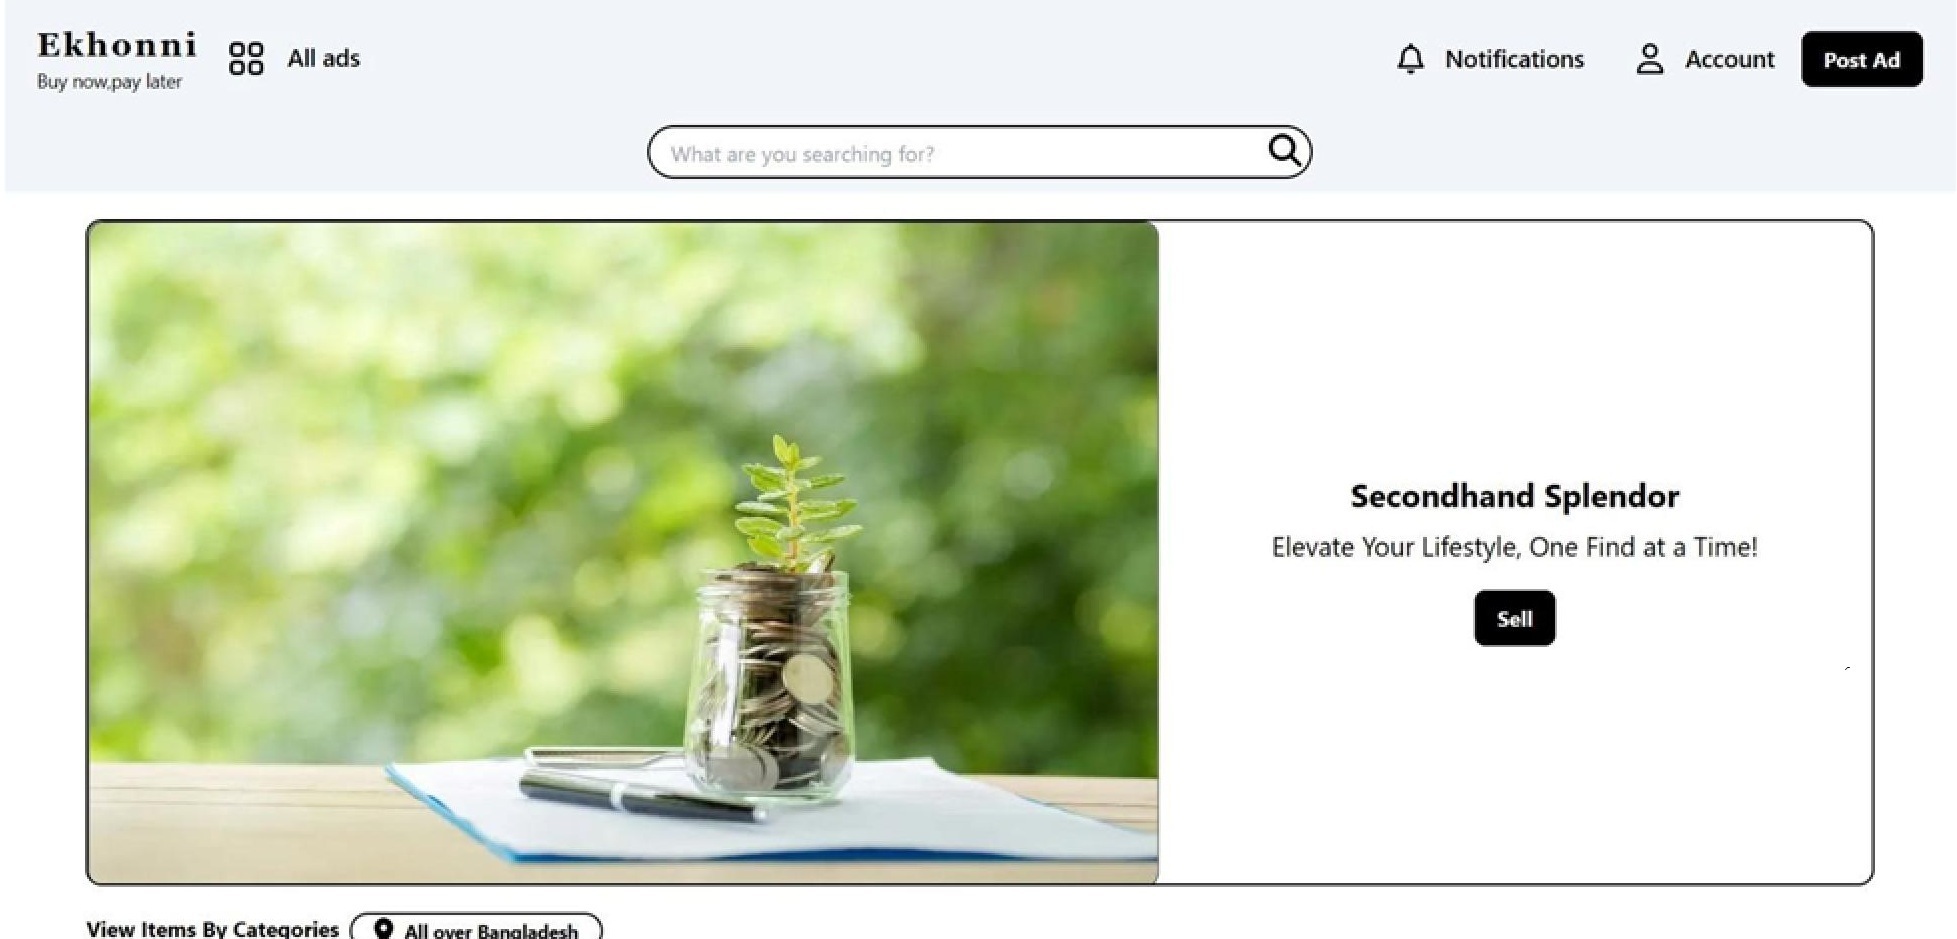 Ekhonni
Buy now,pay later
All ads
Notifications
Account
Post Ad
What are you searching for?
Secondhand Splendor
Elevate Your Lifestyle, One Find at a Time!
Sell
View Items By Categories
All over Bangladesh